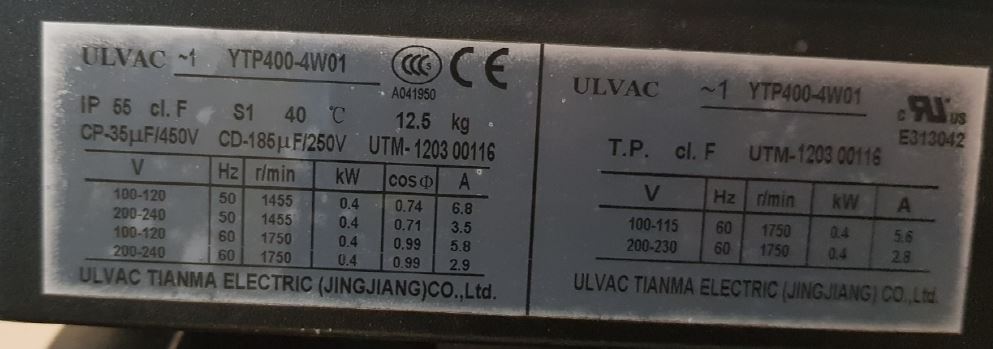 ULVAC ~1 YTP400-4W01 CCC S CE
A041950
IP 55 cl. F S1 40 ℃ 12.5 kg
CP-35μF/450V CD-185μF/250V UTM-1203 00116
V Hz r/min kW cosΦ A
100-120 50 1455 0.4 0.74 6.8
200-240 50 1455 0.4 0.71 3.5
100-120 60 1750 0.4 0.99 5.8
200-240 60 1750 0.4 0.99 2.9
ULVAC TIANMA ELECTRIC (JINGJIANG)CO.,Ltd.
ULVAC ~1 YTP400-4W01 c RU US
E313042
T.P. cl. F UTM-1203 00116
V Hz r/min kW A
100-115 60 1750 0.4 5.6
200-230 60 1750 0.4 2.8
ULVAC TIANMA ELECTRIC (JINGJIANG) CO.,Ltd.